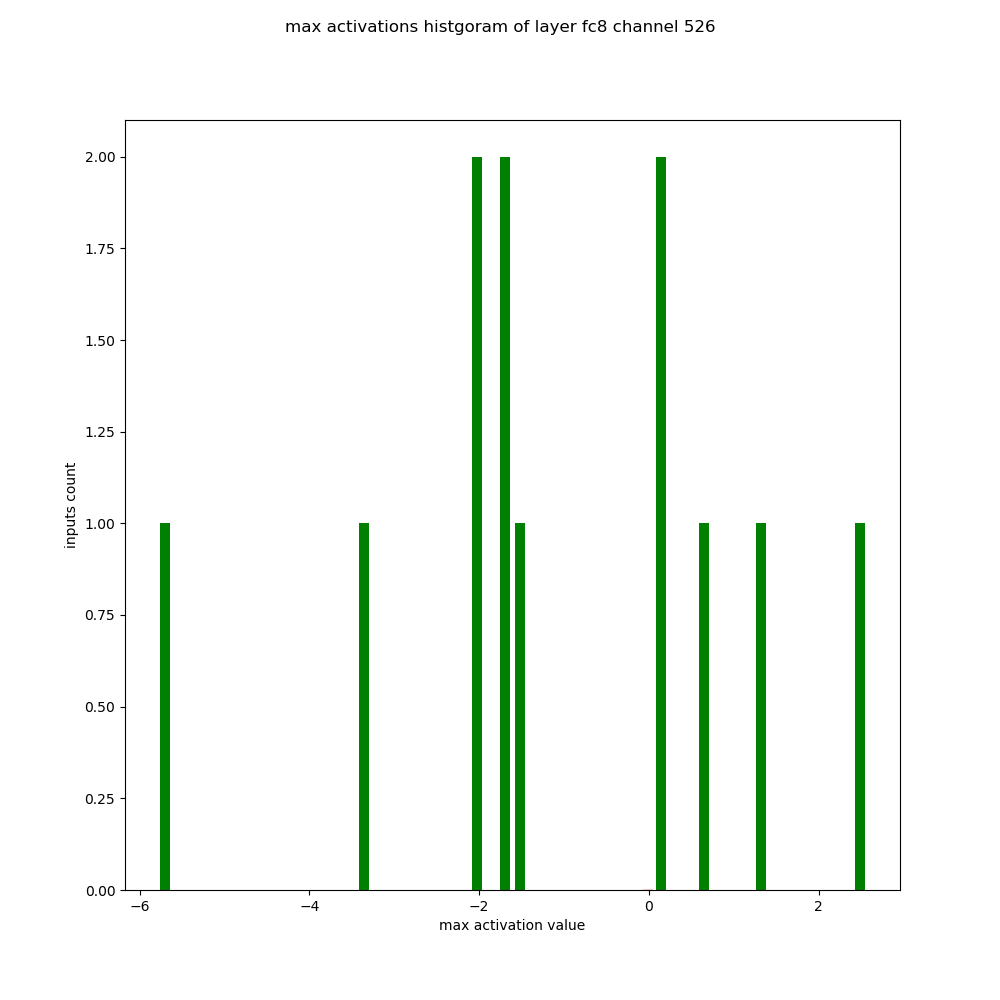 max activations histgoram of layer fc8 channel 526
2.00
1.75
1.50
1.25
1.00
0.75
0.50
0.25
0.00
inputs count
−6 −4 −2 0 2
max activation value